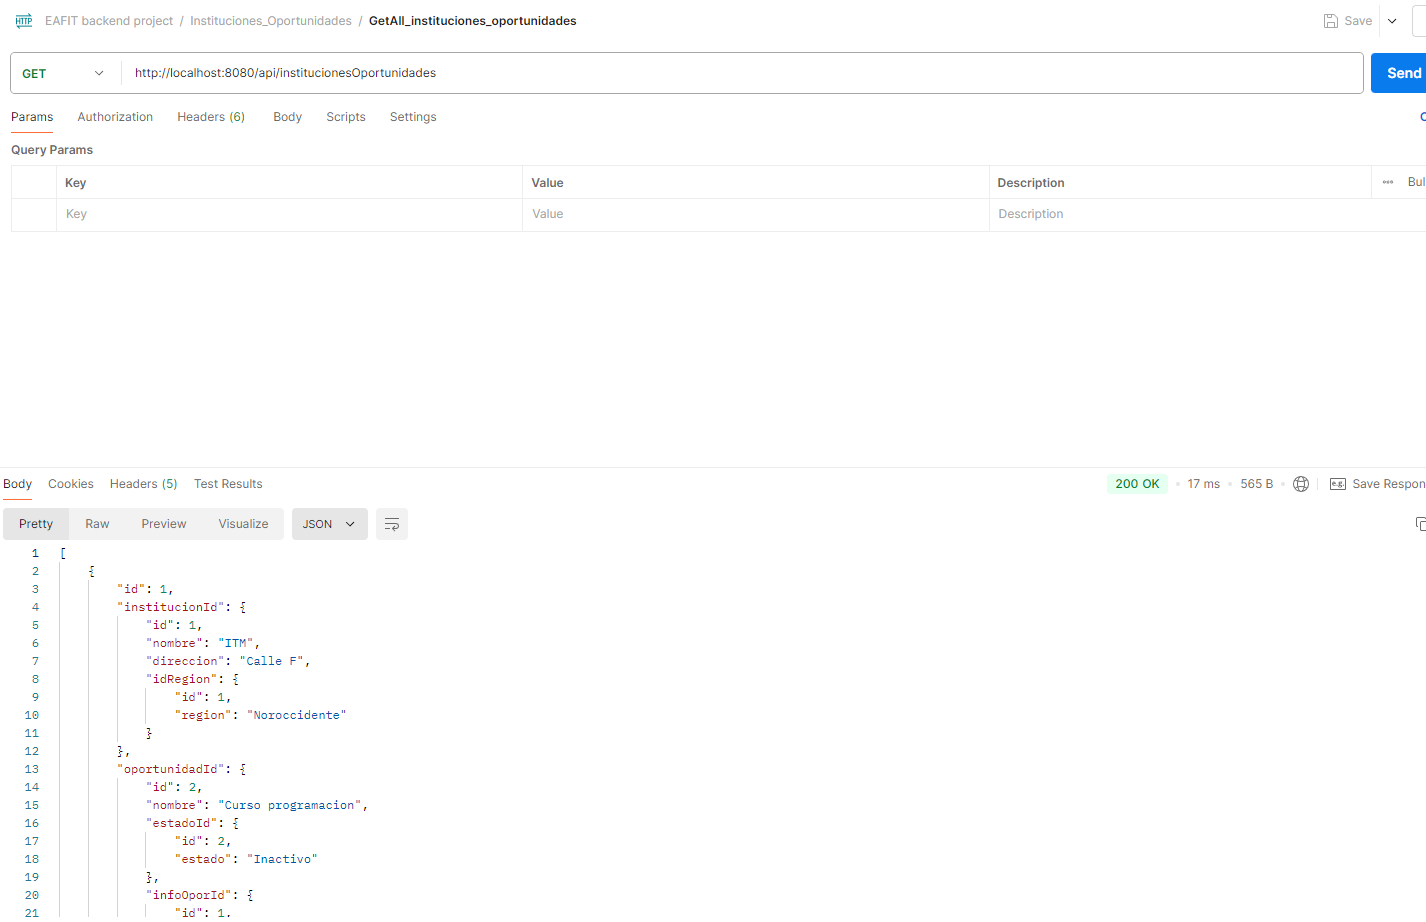 HTTP EAFIT backend project / Instituciones_Oportunidades / GetAll_instituciones_oportunidades Save
GET http://localhost:8080/api/institucionesOportunidades Send
Params Authorization Headers (6) Body Scripts Settings
Query Params
Key Value Description Bul
Key Value Description
Body Cookies Headers (5) Test Results 200 OK 17 ms 565 B e.g. Save Respon
Pretty Raw Preview Visualize JSON
1 [
2 {
3 "id": 1,
4 "institucionId": {
5 "id": 1,
6 "nombre": "ITM",
7 "direccion": "Calle F",
8 "idRegion": {
9 "id": 1,
10 "region": "Noroccidente"
11 }
12 },
13 "oportunidadId": {
14 "id": 2,
15 "nombre": "Curso programacion",
16 "estadoId": {
17 "id": 2,
18 "estado": "Inactivo"
19 },
20 "infoOporId": {
21 "id": 1,